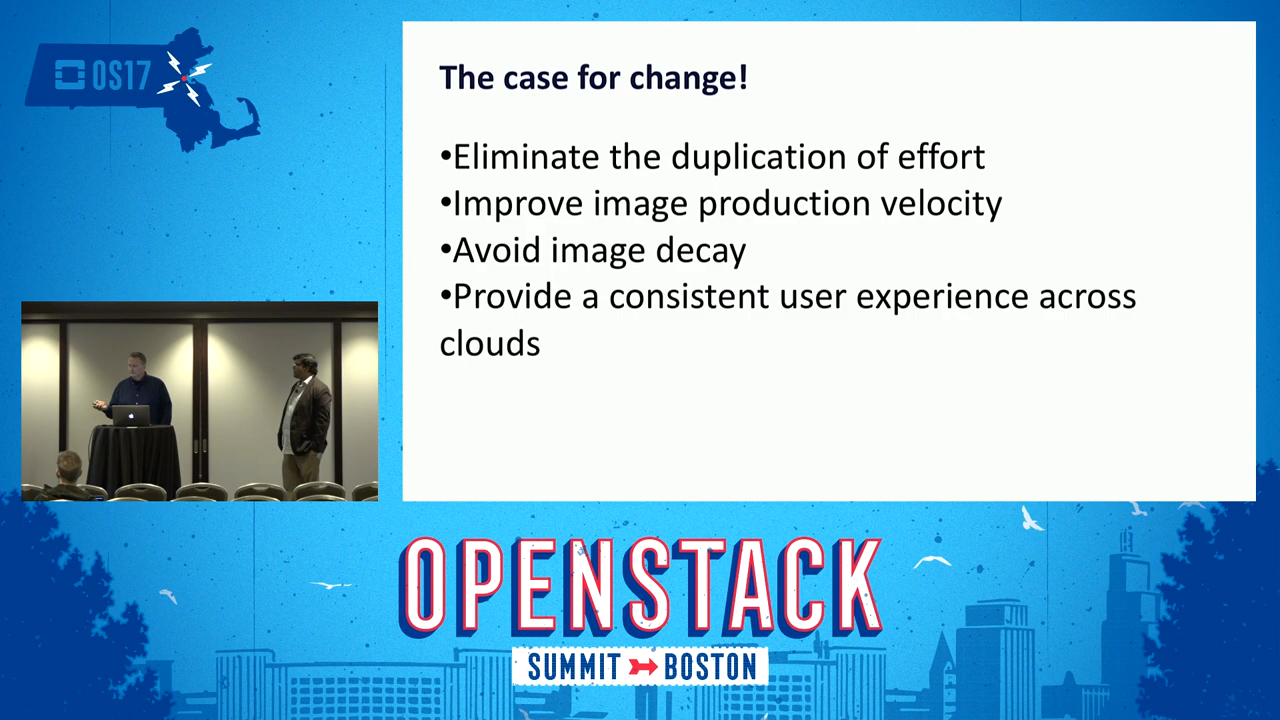 OS17
The case for change!
•Eliminate the duplication of effort
•Improve image production velocity
•Avoid image decay
•Provide a consistent user experience across
clouds
OPENSTACK
SUMMIT BOSTON